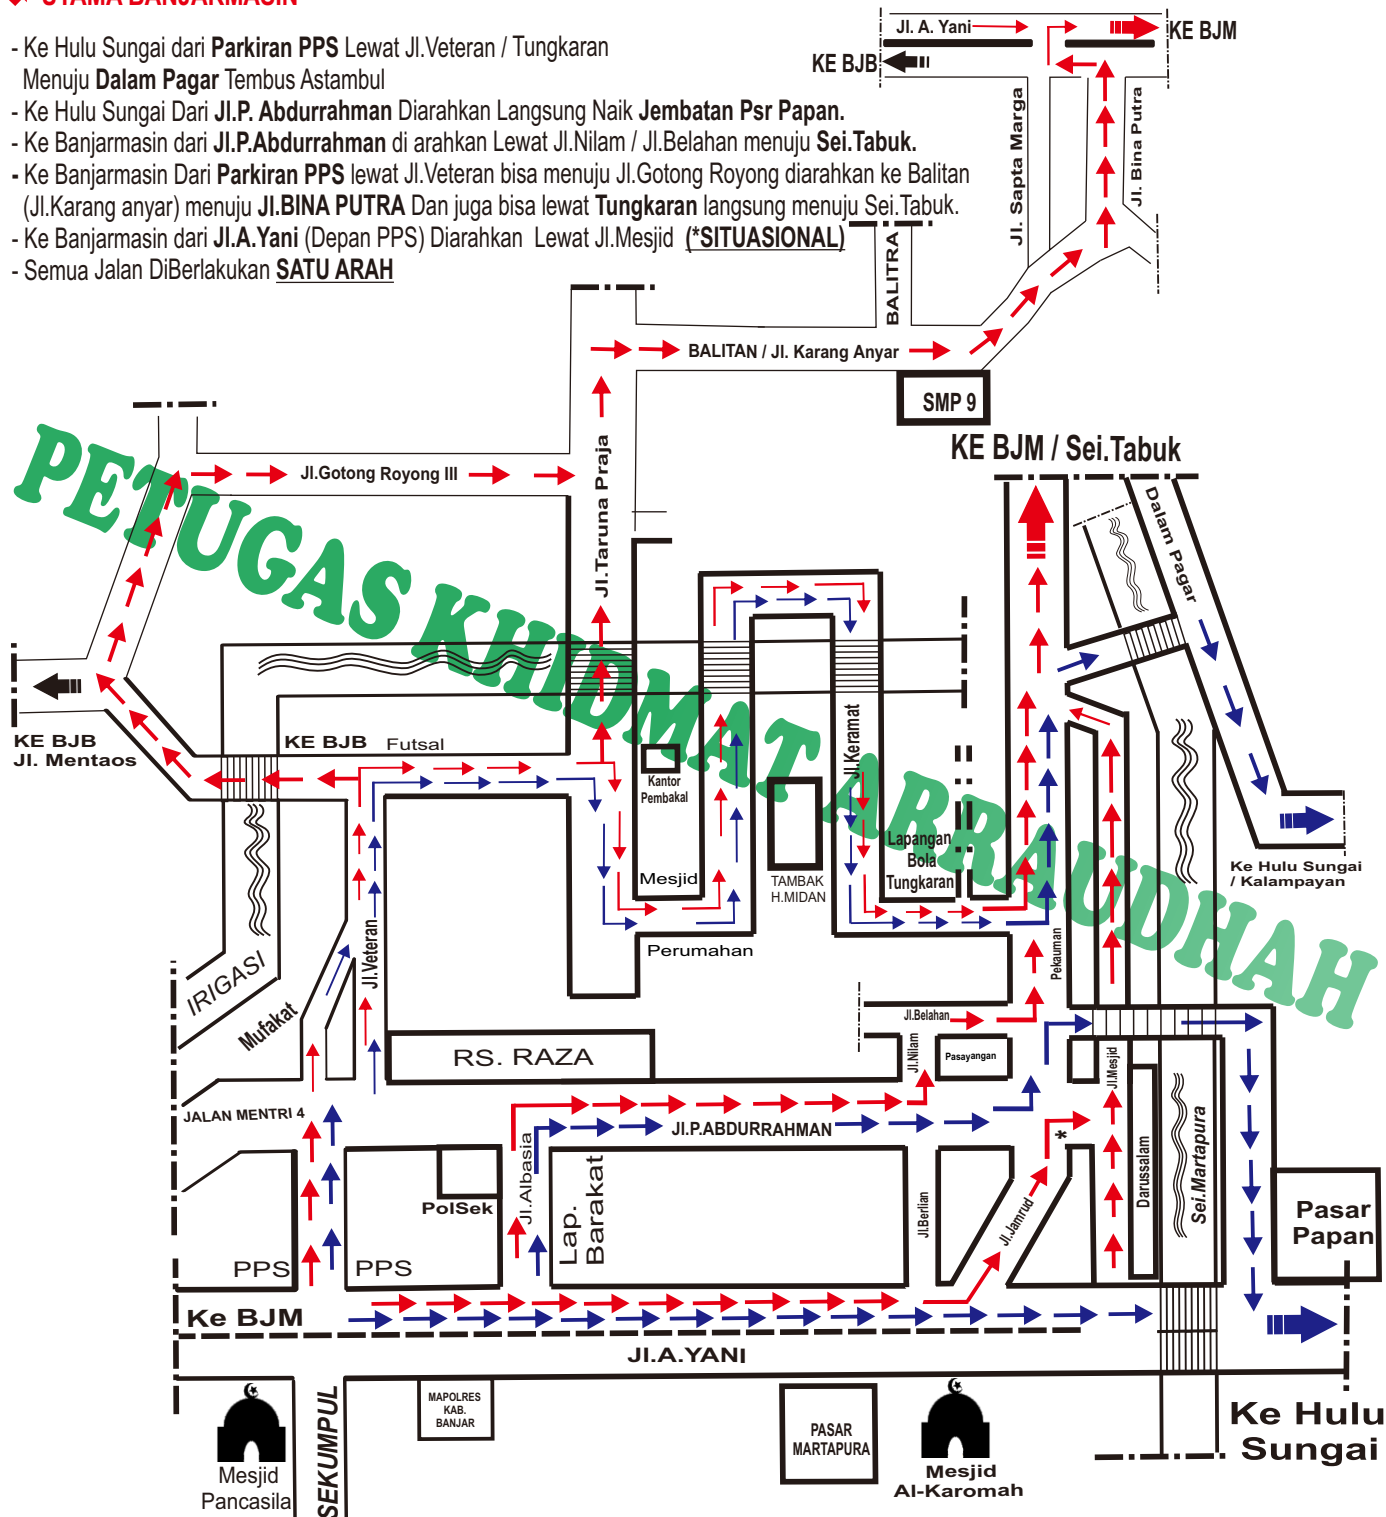 UTAMA BANJARMASIN
- Ke Hulu Sungai dari Parkiran PPS Lewat Jl.Veteran / Tungkaran
Menuju Dalam Pagar Tembus Astambul
- Ke Hulu Sungai Dari Jl.P. Abdurrahman Diarahkan Langsung Naik Jembatan Psr Papan.
- Ke Banjarmasin dari Jl.P.Abdurrahman di arahkan Lewat Jl.Nilam / Jl.Belahan menuju Sei.Tabuk.
- Ke Banjarmasin Dari Parkiran PPS lewat Jl.Veteran bisa menuju Jl.Gotong Royong diarahkan ke Balitan
(Jl.Karang anyar) menuju Jl.BINA PUTRA Dan juga bisa lewat Tungkaran langsung menuju Sei.Tabuk.
- Ke Banjarmasin dari Jl.A.Yani (Depan PPS) Diarahkan Lewat Jl.Mesjid (*SITUASIONAL)
- Semua Jalan DiBerlakukan SATU ARAH
Jl. A. Yani
KE BJM
KE BJB
Jl. Sapta Marga
Jl. Bina Putra
BALITRA
BALITAN / Jl. Karang Anyar
SMP 9
KE BJM / Sei.Tabuk
Jl.Gotong Royong III
Jl.Taruna Praja
Dalam Pagar
PETUGAS KHIDMAT ARRAUDHAH
KE BJB
Jl. Mentaos
KE BJB
Futsal
Kantor
Pembakal
Jl.Keramat
Mesjid
TAMBAK
H.MIDAN
Lapangan
Bola
Tungkaran
Ke Hulu Sungai
/ Kalampayan
Perumahan
Pekauman
IRIGASI
Mufakat
Jl.Veteran
Jl.Belahan
RS. RAZA
Jl.Nilam
Pasayangan
Jl.Mesjid
JALAN MENTRI 4
Jl.P.ABDURRAHMAN
*
Jl.Albasia
Lap.
Barakat
PolSek
Jl.Berlian
Jl.Jamrud
Darussalam
Sei.Martapura
Pasar
Papan
PPS
PPS
Ke BJM
Jl.A.YANI
SEKUMPUL
MAPOLRES
KAB.
BANJAR
PASAR
MARTAPURA
Mesjid
Pancasila
Mesjid
Al-Karomah
Ke Hulu
Sungai